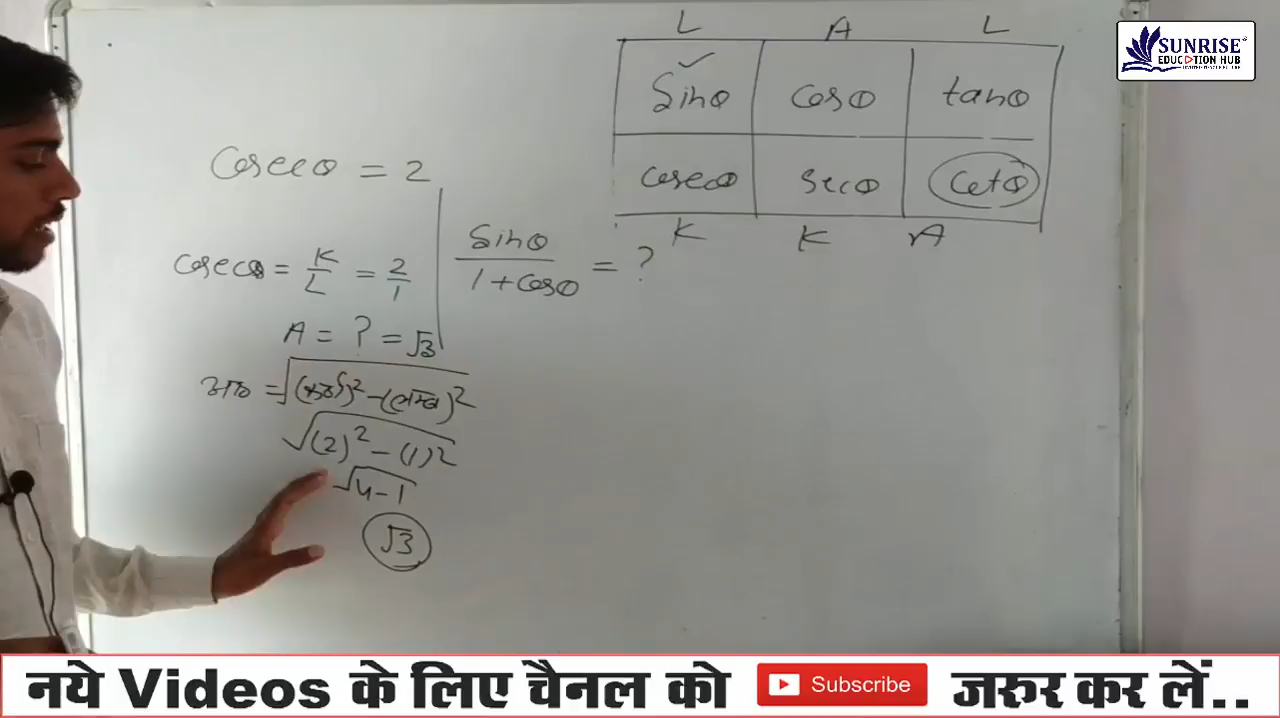 L A L
sinθ cosθ tanθ
cosecθ secθ cotθ
K K A
cosecθ = 2
cosecθ = K/L = 2/1
A = ? = √3
sinθ/1+cosθ = ?
आ0 = √(कर्ण)² - (लम्ब)²
√(2)² - (1)²
√4-1
√3
SUNRISE
EDUCATION HUB
नये Videos के लिए चैनल को Subscribe जरूर कर लें..